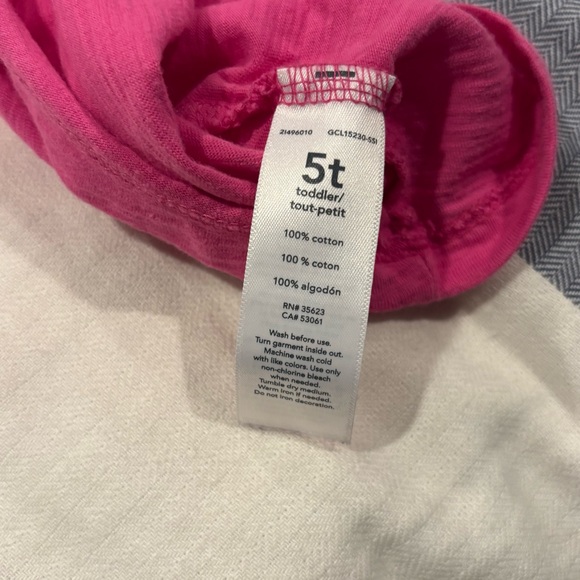 2I496010 GCL15230-551
5t
toddler/
tout-petit
100% cotton
100 % coton
100% algodón
RN# 35623
CA# 53061
Wash before use.
Turn garment inside out.
Machine wash cold
with like colors. Use only
non-chlorine bleach
when needed.
Tumble dry medium.
Warm iron if needed.
Do not iron decoration.